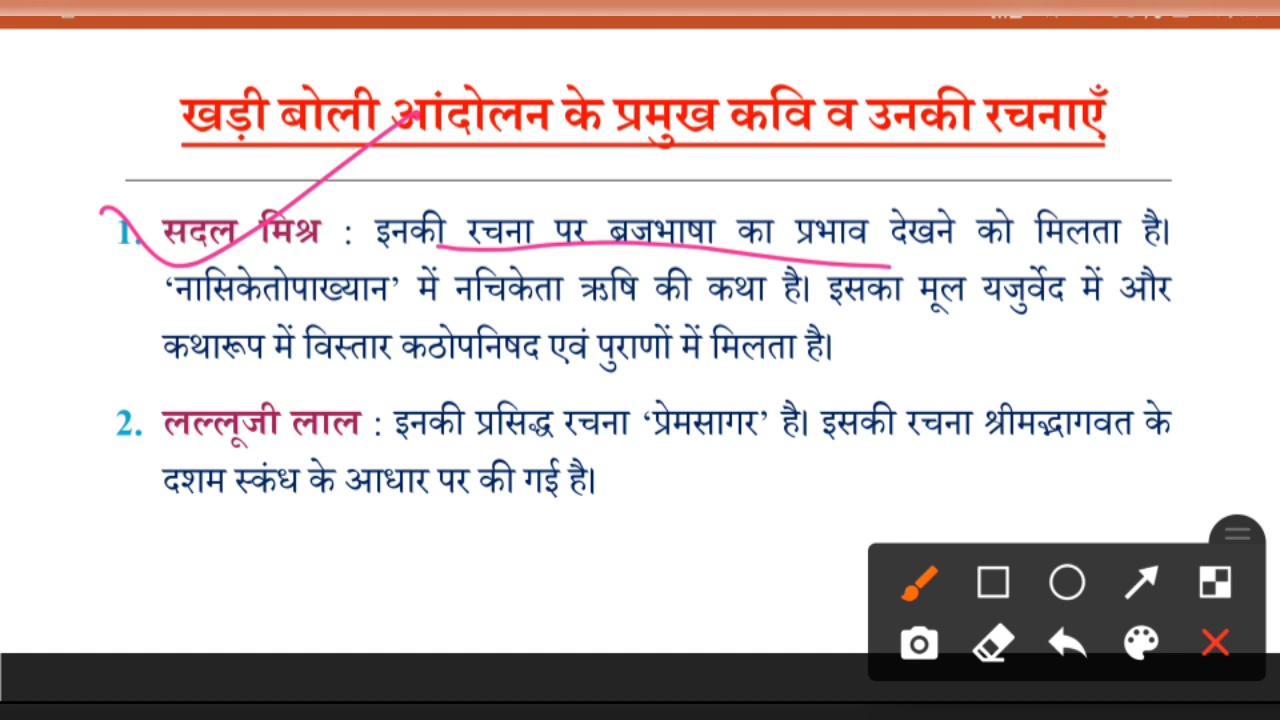 खड़ी बोली आंदोलन के प्रमुख कवि व उनकी रचनाएँ
1. सदल मिश्र : इनकी रचना पर ब्रजभाषा का प्रभाव देखने को मिलता है।
‘नासिकेतोपाख्यान’ में नचिकेता ऋषि की कथा है। इसका मूल यजुर्वेद में और
कथारूप में विस्तार कठोपनिषद एवं पुराणों में मिलता है।
2. लल्लूजी लाल : इनकी प्रसिद्ध रचना ‘प्रेमसागर’ है। इसकी रचना श्रीमद्भागवत के
दशम स्कंध के आधार पर की गई है।